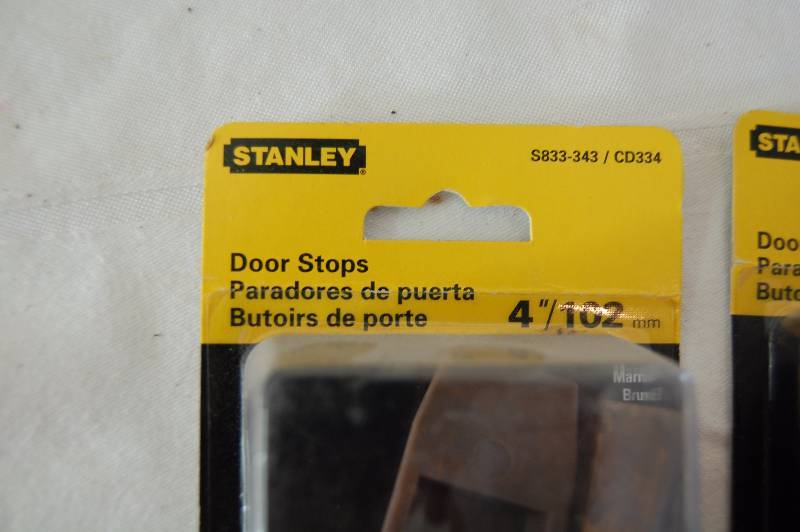 STANLEY
S833-343 / CD334
Door Stops
Paradores de puerta
Butoirs de porte
4"/102 mm
STA
Doo
Para
Buto